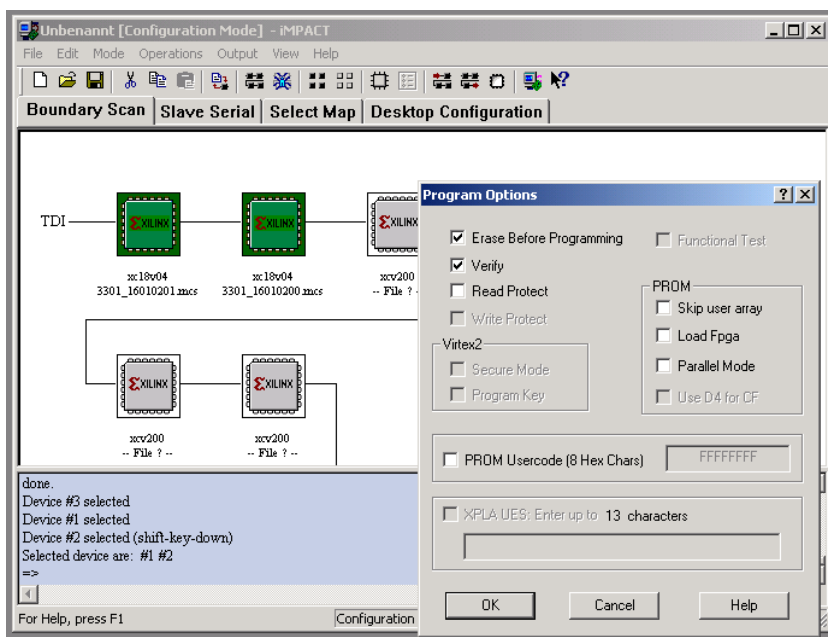 Unbenannt [Configuration Mode] - iMPACT
File Edit Mode Operations Output View Help
Boundary Scan Slave Serial Select Map Desktop Configuration
TDI
XILINX XILINX XILINX
xc18v04 xc18v04 xcv200
3301_16010201.mcs 3301_16010200.mcs -- File ? -
XILINX XILINX
xcv200 xcv200
-- File ? -- -- File ? --
done.
Device #3 selected
Device #1 selected
Device #2 selected (shift-key-down)
Selected device are: #1 #2
=>
For Help, press F1 Configuration
Program Options
Erase Before Programming
Functional Test
Verify
Read Protect
Write Protect
Virtex2
Secure Mode
Program Key
PROM
Skip user array
Load Fpga
Parallel Mode
Use D4 for CF
PROM Usercode (8 Hex Chars) FFFFFFFF
XPLA UES: Enter up to 13 characters
OK Cancel Help